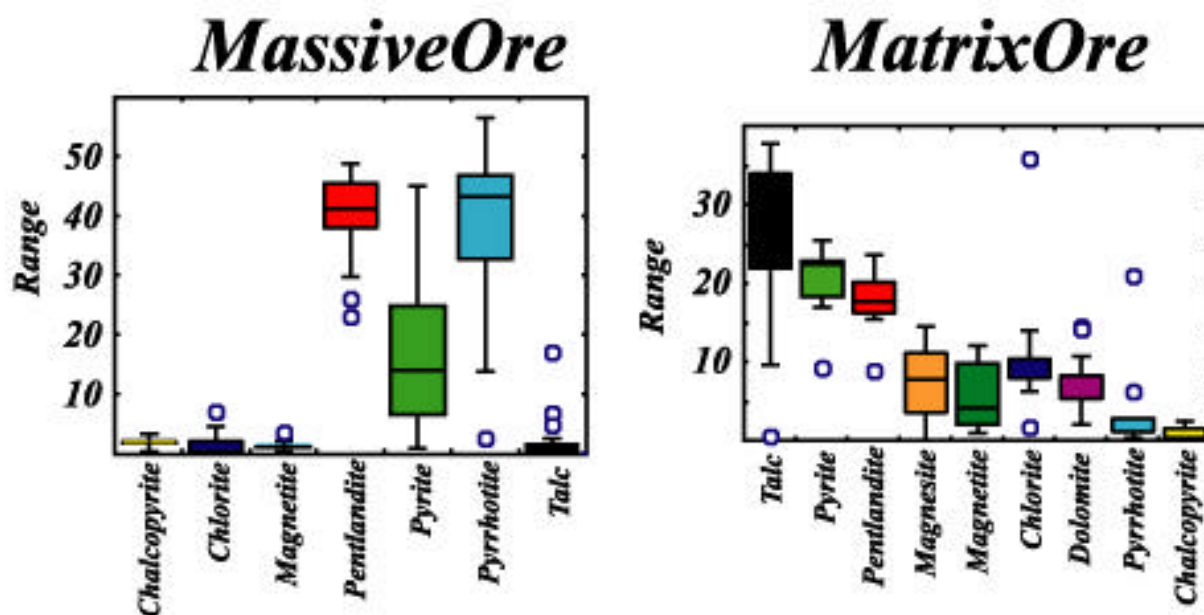 MassiveOre
Range
50
40
30
20
10
Chalcopyrite
Chlorite
Magnetite
Pentlandite
Pyrite
Pyrrhotite
Talc
MatrixOre
Range
30
20
10
Talc
Pyrite
Pentlandite
Magnesite
Magnetite
Chlorite
Dolomite
Pyrrhotite
Chalcopyrite